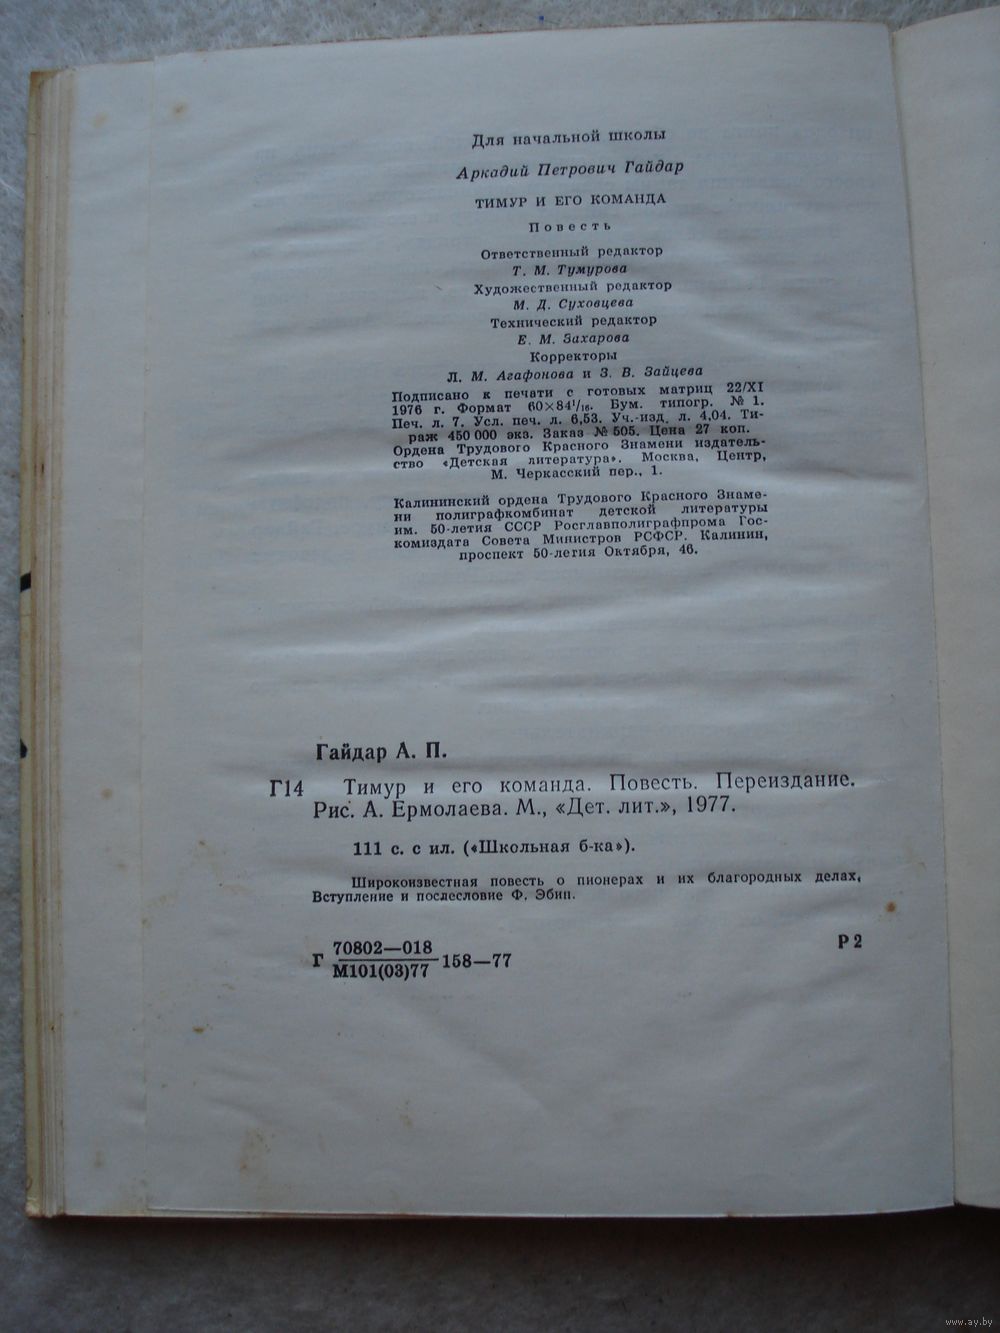 Для начальной школы
Аркадий Петрович Гайдар
ТИМУР И ЕГО КОМАНДА
Повесть
Ответственный редактор
Т. М. Тумурова
Художественный редактор
М. Д. Суховцева
Технический редактор
Е. М. Захарова
Корректоры
Л. М. Агафонова и З. В. Зайцева
Подписано к печати с готовых матриц 22/XI
1976 г. Формат 60×84¹/₁₆. Бум. типогр. № 1.
Печ. л. 7. Усл. печ. л. 6,53. Уч.-изд. л. 4,04. Ти-
раж 450 000 экз. Заказ № 505. Цена 27 коп.
Ордена Трудового Красного Знамени издатель-
ство «Детская литература». Москва, Центр,
М. Черкасский пер., 1.
Калининский ордена Трудового Красного Знаме-
ни полиграфкомбинат детской литературы
им. 50-летия СССР Росглавполиграфпрома Гос-
комиздата Совета Министров РСФСР. Калинин,
проспект 50-летия Октября, 46.
Гайдар А. П.
Г14 Тимур и его команда. Повесть. Переиздание.
Рис. А. Ермолаева. М., «Дет. лит.», 1977.
111 с. с ил. («Школьная б-ка»).
Широкоизвестная повесть о пионерах и их благородных делах,
Вступление и послесловие Ф. Эбин.
Г 70802—018 158—77
М101(03)77
Р2
www.ay.by